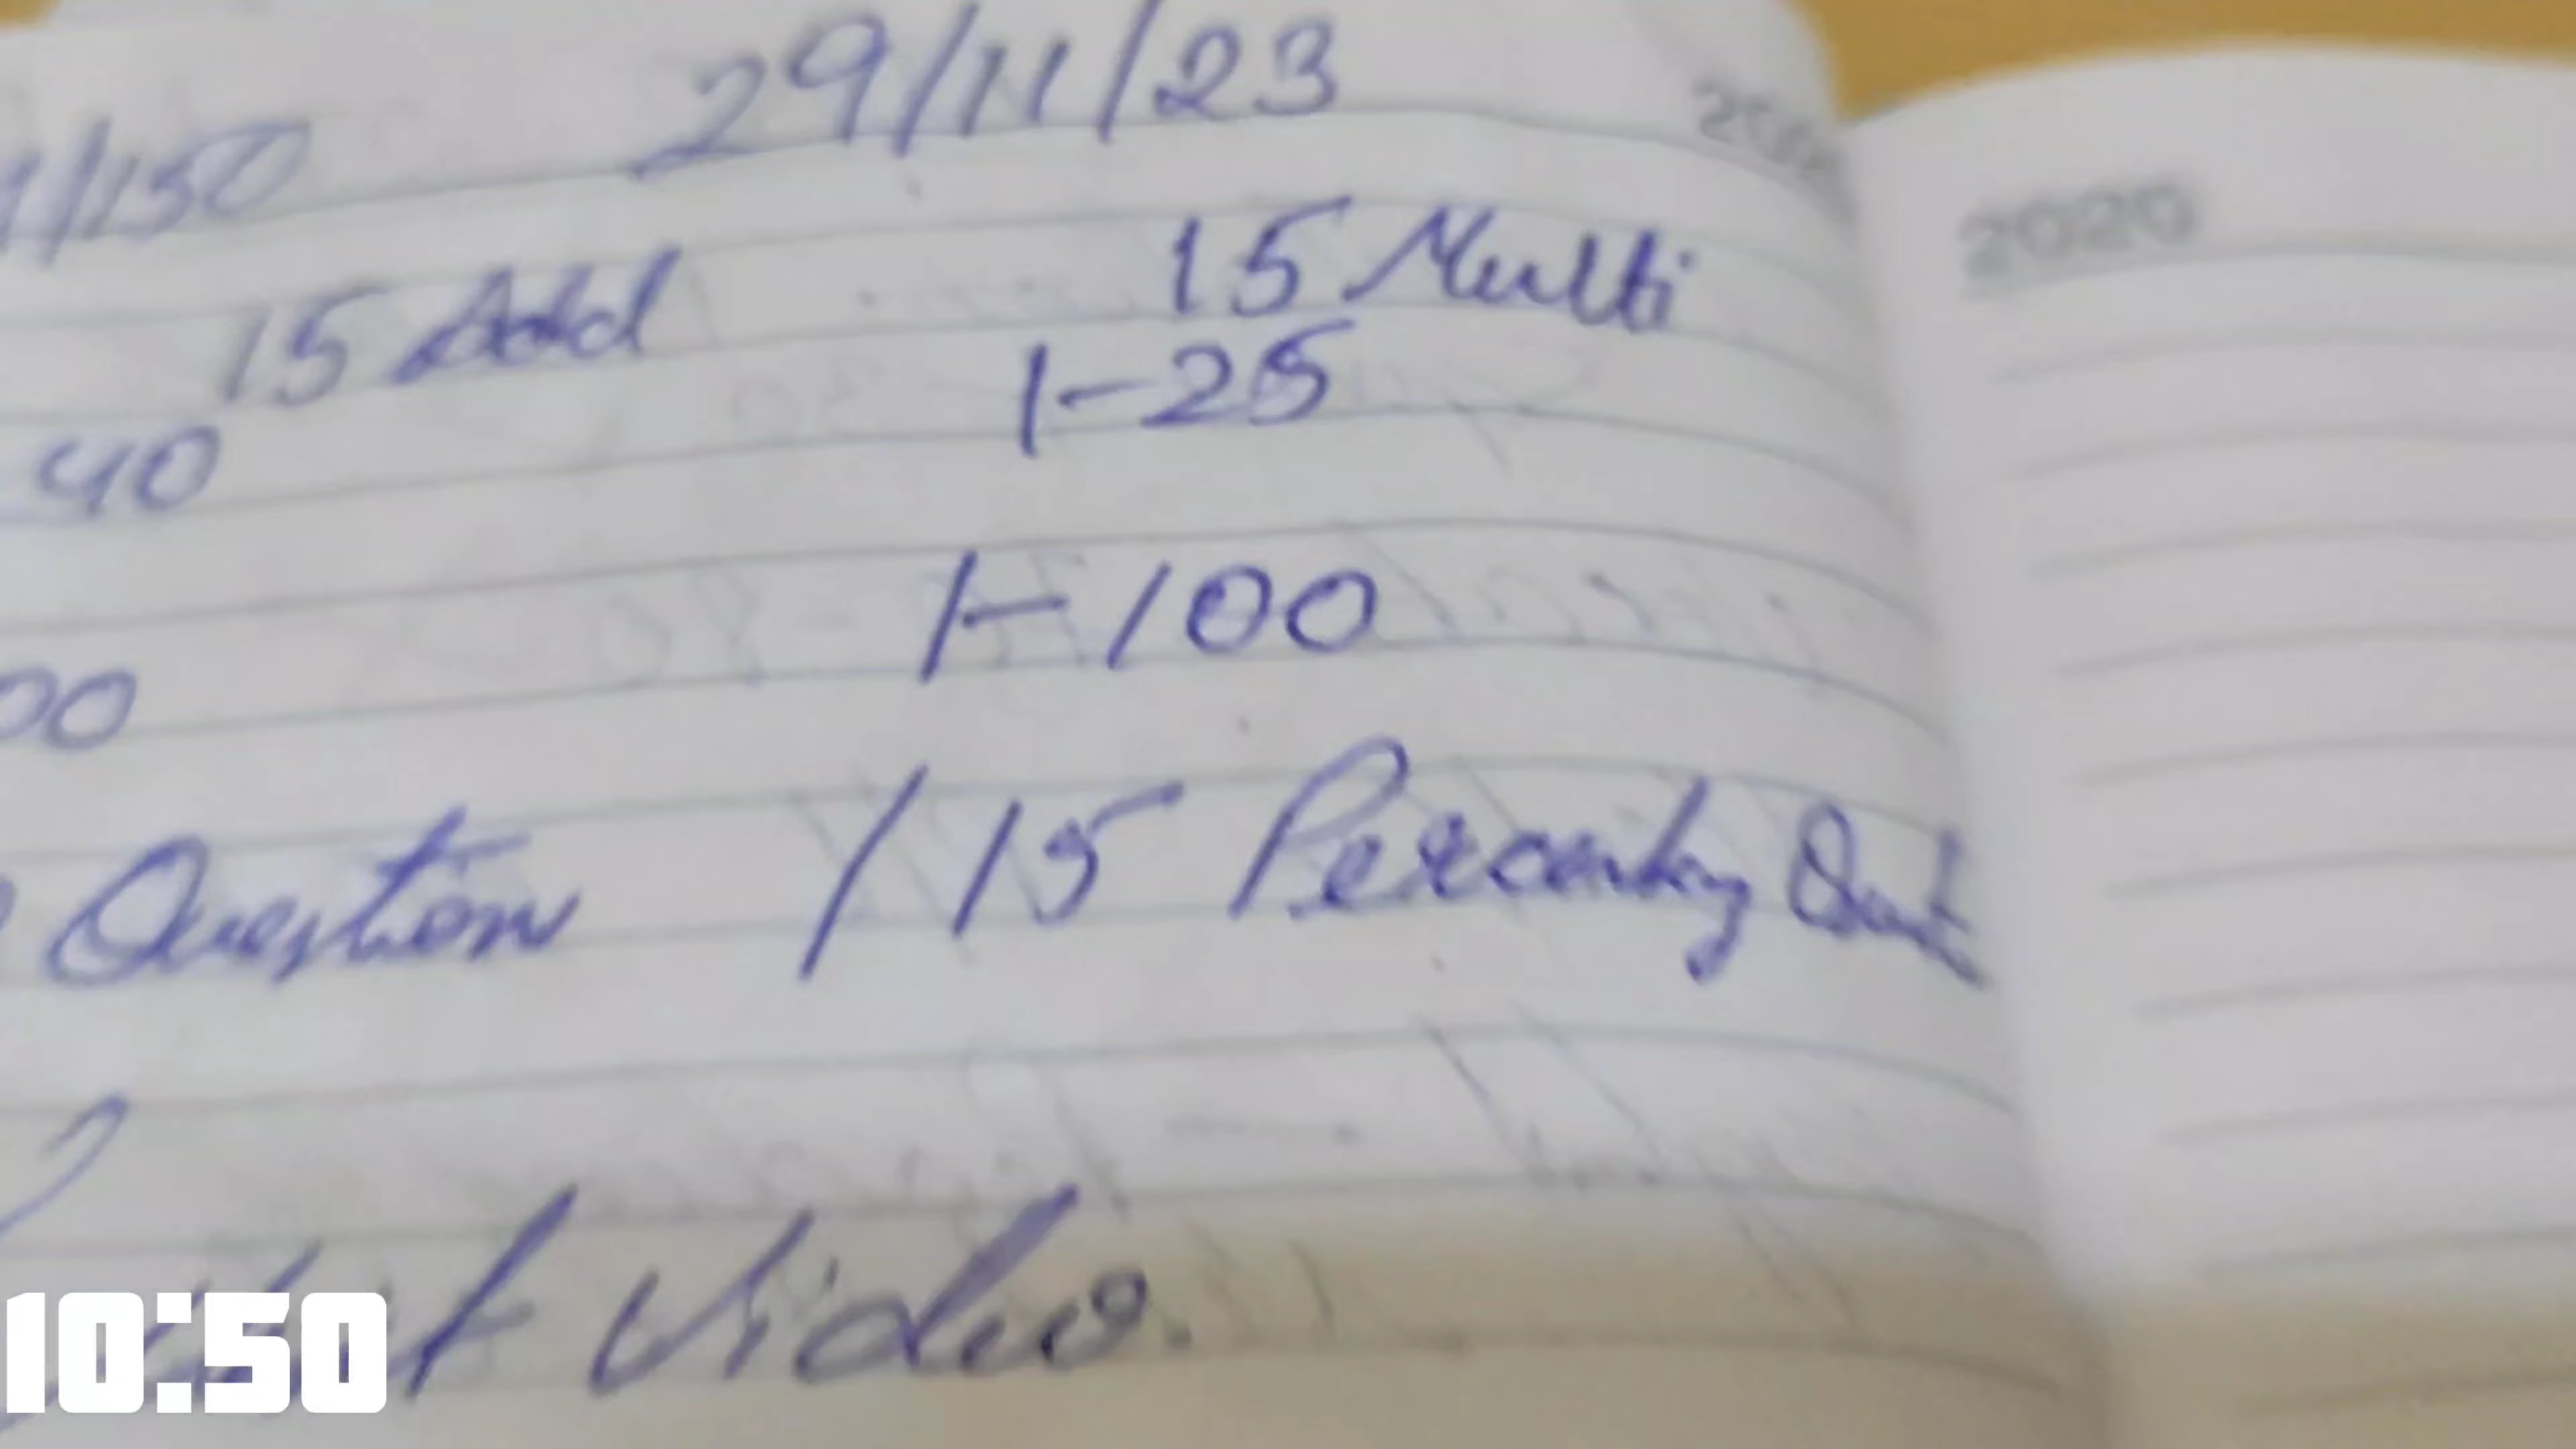 29/11/23
1/150
2020
15 Add 15 Multi
1-25
40
1-100
00
Question / 15 Percentag
Video.
10:50